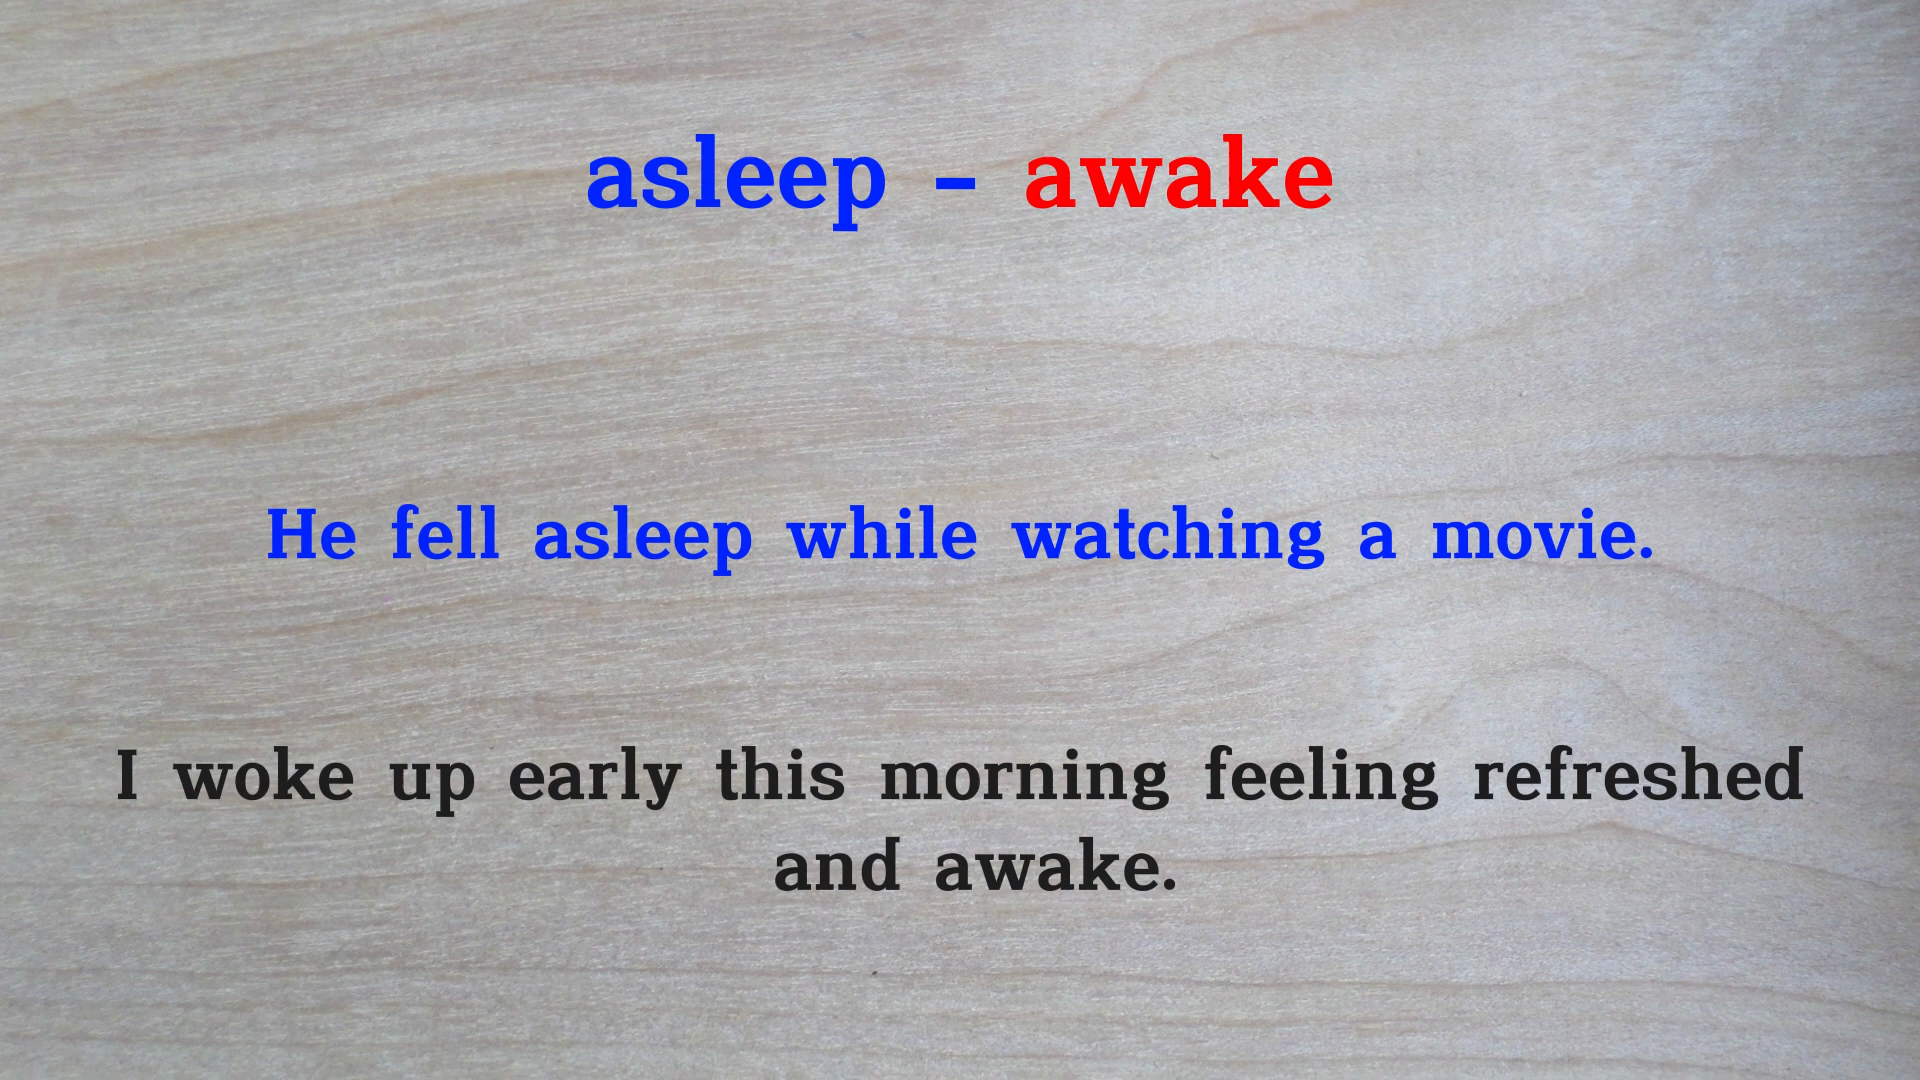 asleep - awake
He fell asleep while watching a movie.
I woke up early this morning feeling refreshed
and awake.